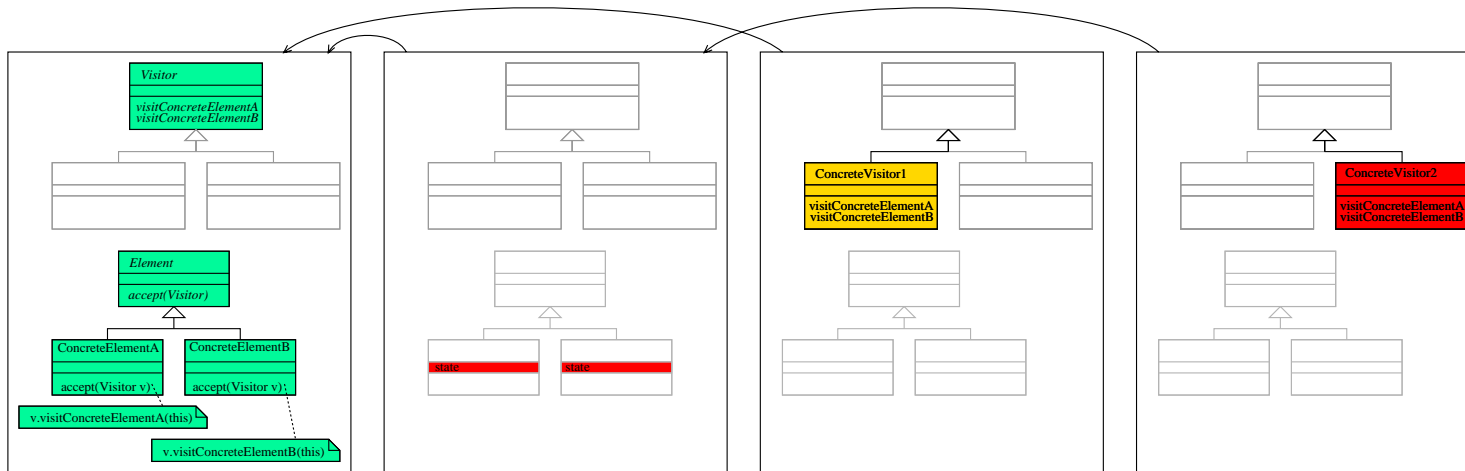 Visitor
visitConcreteElementA
visitConcreteElementB
Element
accept(Visitor)
ConcreteElementA
accept(Visitor v)
ConcreteElementB
accept(Visitor v)
v.visitConcreteElementA(this)
v.visitConcreteElementB(this)
state
state
ConcreteVisitor1
visitConcreteElementA
visitConcreteElementB
ConcreteVisitor2
visitConcreteElementA
visitConcreteElementB